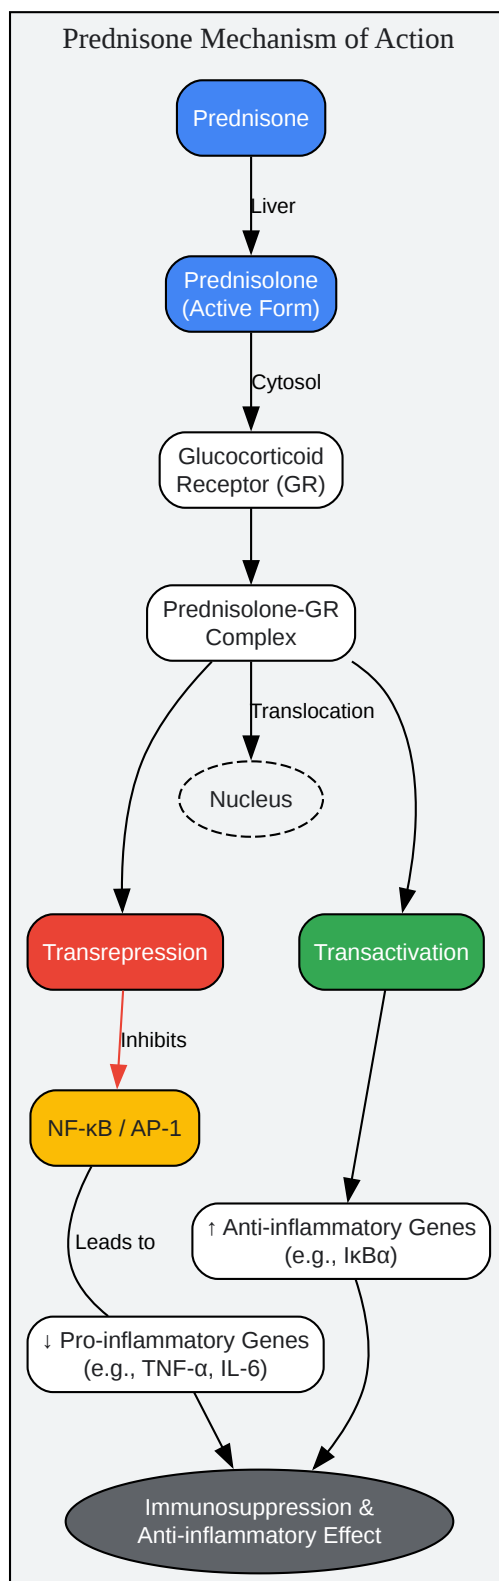 Prednisone Mechanism of Action
Prednisone
Liver
Prednisolone
(Active Form)
Cytosol
Glucocorticoid
Receptor (GR)
Prednisolone-GR
Complex
Translocation
Nucleus
Transrepression
Transactivation
Inhibits
NF-κB / AP-1
↑ Anti-inflammatory Genes
(e.g., IκBα)
Leads to
↓ Pro-inflammatory Genes
(e.g., TNF-α, IL-6)
Immunosuppression &
Anti-inflammatory Effect